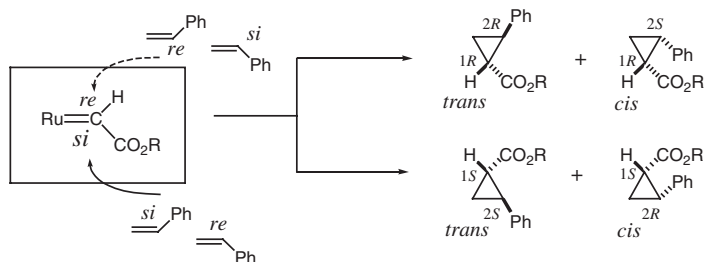 Ph
re
si
Ph
re
H
Ru=C
si
CO2R
si
Ph
re
Ph
2R
Ph
1R
H
CO2R
trans
+
2S
Ph
1R
H
CO2R
cis
H
CO2R
1S
2S
Ph
trans
+
H
CO2R
1S
Ph
2R
cis